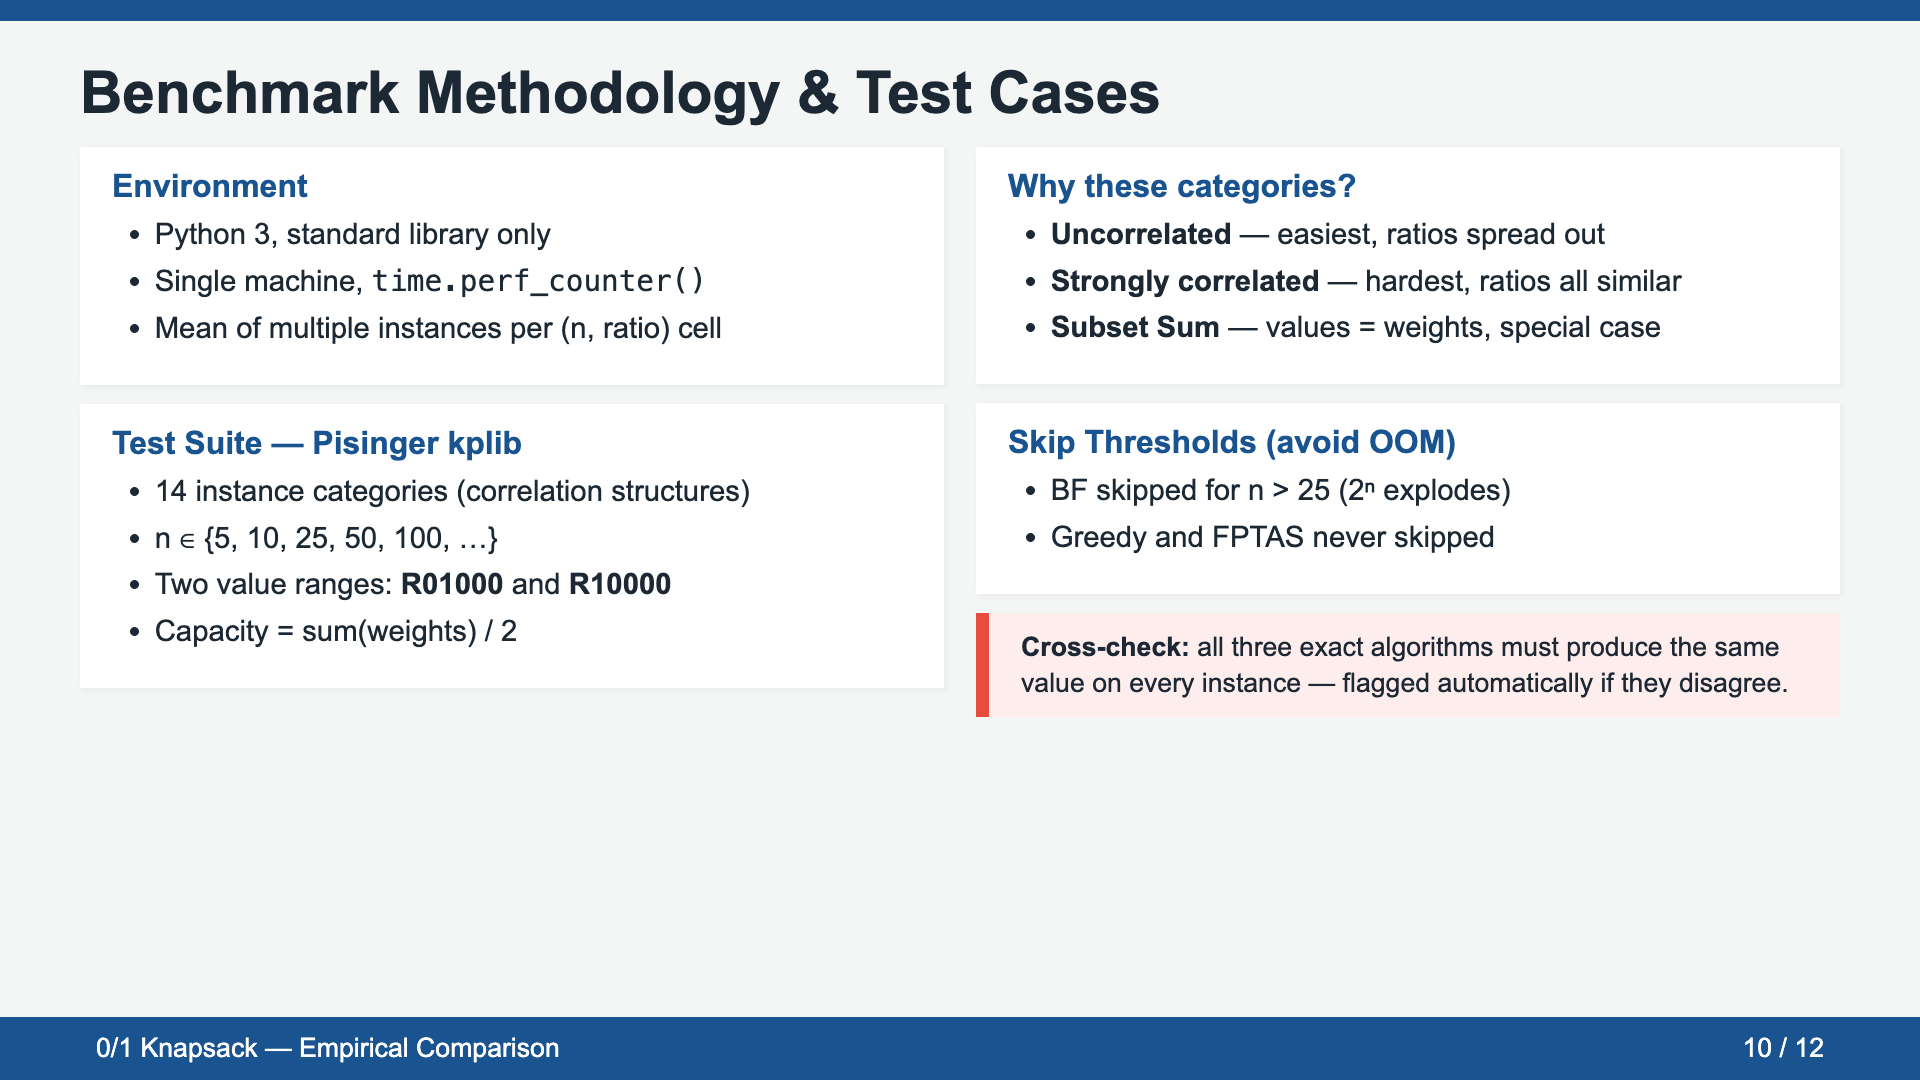 Benchmark Methodology & Test Cases
Environment
• Python 3, standard library only
• Single machine, time.perf_counter()
• Mean of multiple instances per (n, ratio) cell
Test Suite — Pisinger kplib
• 14 instance categories (correlation structures)
• n ∈ {5, 10, 25, 50, 100, …}
• Two value ranges: R01000 and R10000
• Capacity = sum(weights) / 2
Why these categories?
• Uncorrelated — easiest, ratios spread out
• Strongly correlated — hardest, ratios all similar
• Subset Sum — values = weights, special case
Skip Thresholds (avoid OOM)
• BF skipped for n > 25 (2ⁿ explodes)
• Greedy and FPTAS never skipped
Cross-check: all three exact algorithms must produce the same
value on every instance — flagged automatically if they disagree.
0/1 Knapsack — Empirical Comparison
10 / 12